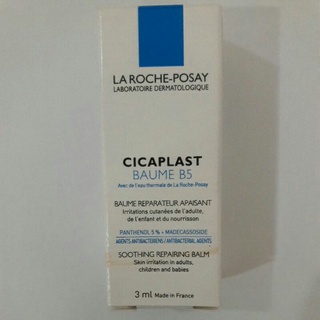 LA ROCHE-POSAY
LABORATOIRE DERMATOLOGIQUE
CICAPLAST
BAUME B5
Avec de l'eau thermale de La Roche-Posay
BAUME REPARATEUR APAISANT
Irritations cutanées de l'adulte,
de l'enfant et du nourrisson
PANTHENOL 5% + MADECASSOSIDE
AGENTS ANTIBACTERIENS / ANTIBACTERIAL AGENTS
SOOTHING REPAIRING BALM
Skin irritation in adults,
children and babies
3 ml Made in France